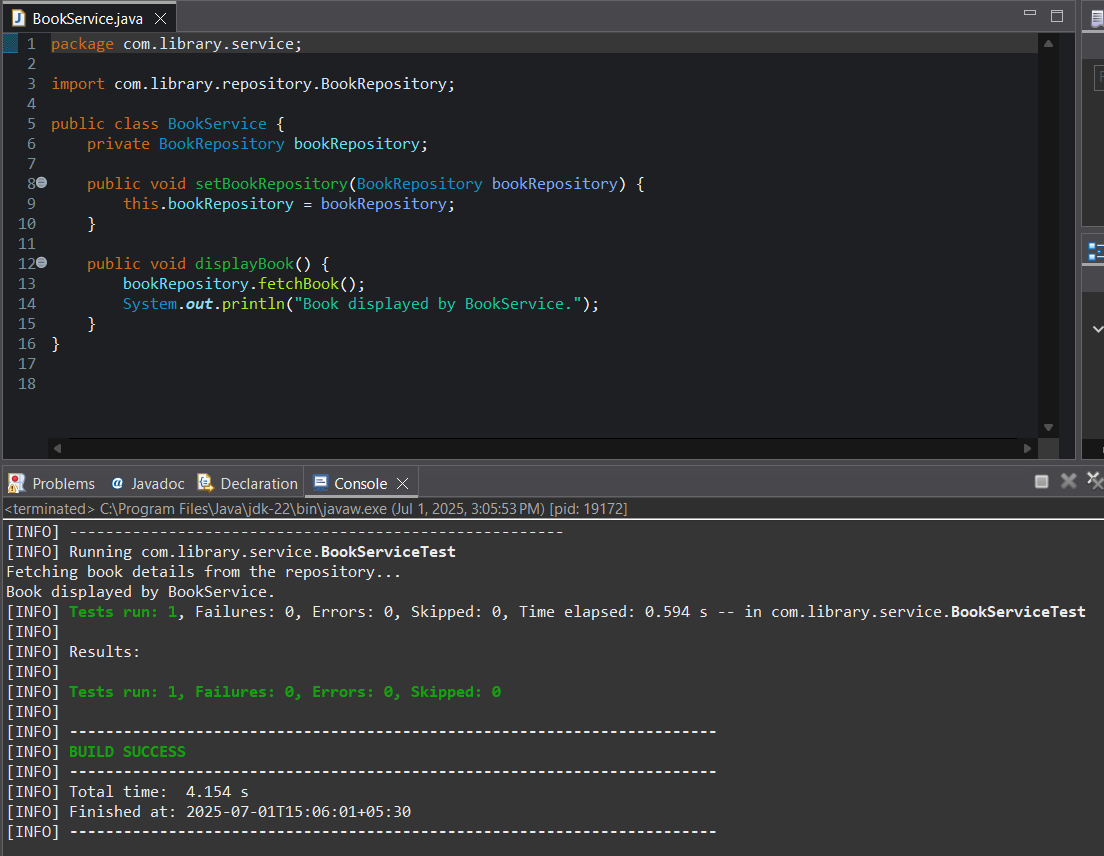 BookService.java
1 package com.library.service;
2
3 import com.library.repository.BookRepository;
4
5 public class BookService {
6     private BookRepository bookRepository;
7
8     public void setBookRepository(BookRepository bookRepository) {
9         this.bookRepository = bookRepository;
10     }
11
12     public void displayBook() {
13         bookRepository.fetchBook();
14         System.out.println("Book displayed by BookService.");
15     }
16 }
17
18
Problems @ Javadoc Declaration Console
<terminated> C:\Program Files\Java\jdk-22\bin\javaw.exe (Jul 1, 2025, 3:05:53 PM) [pid: 19172]
[INFO] -------------------------------------------------------
[INFO] Running com.library.service.BookServiceTest
Fetching book details from the repository...
Book displayed by BookService.
[INFO] Tests run: 1, Failures: 0, Errors: 0, Skipped: 0, Time elapsed: 0.594 s -- in com.library.service.BookServiceTest
[INFO]
[INFO] Results:
[INFO]
[INFO] Tests run: 1, Failures: 0, Errors: 0, Skipped: 0
[INFO]
[INFO] ------------------------------------------------------------------------
[INFO] BUILD SUCCESS
[INFO] ------------------------------------------------------------------------
[INFO] Total time:  4.154 s
[INFO] Finished at: 2025-07-01T15:06:01+05:30
[INFO] ------------------------------------------------------------------------